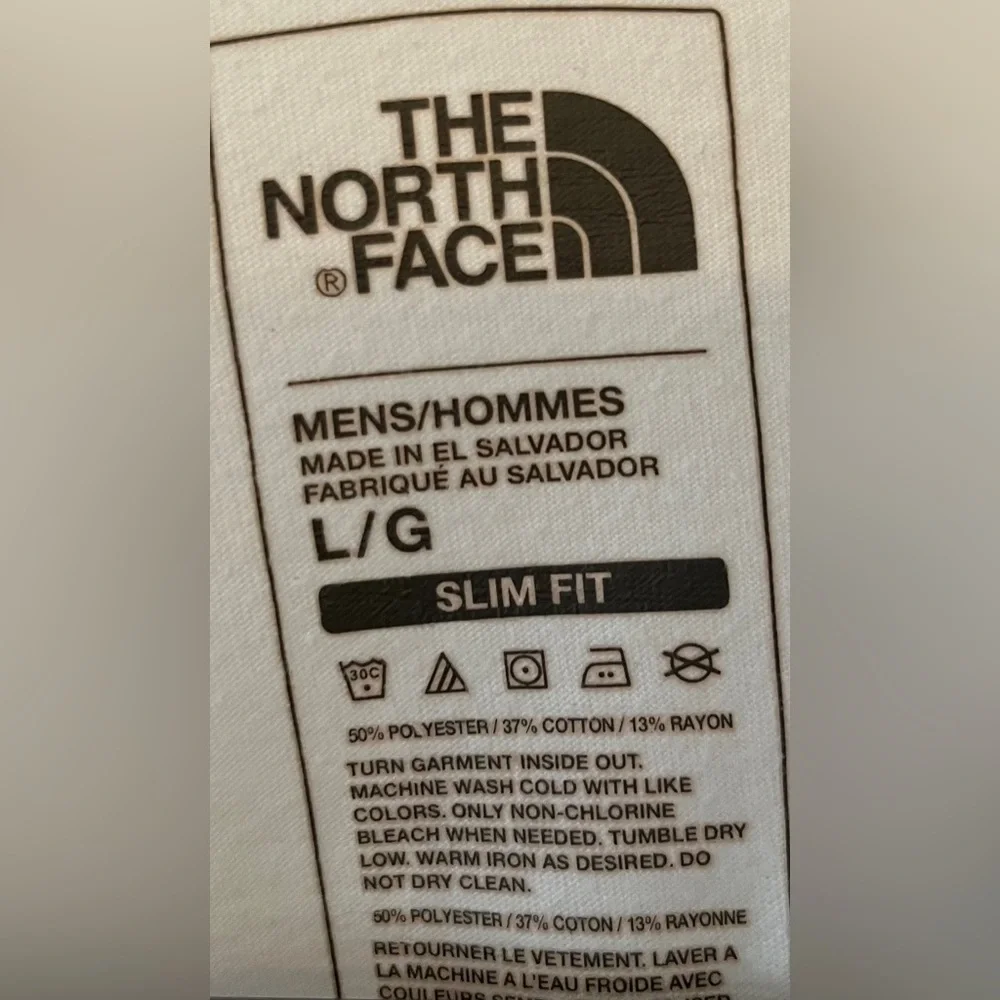 THE
NORTH
® FACE
MENS/HOMMES
MADE IN EL SALVADOR
FABRIQUÉ AU SALVADOR
L/G
SLIM FIT
30C
50% POLYESTER / 37% COTTON / 13% RAYON
TURN GARMENT INSIDE OUT.
MACHINE WASH COLD WITH LIKE
COLORS. ONLY NON-CHLORINE
BLEACH WHEN NEEDED. TUMBLE DRY
LOW. WARM IRON AS DESIRED. DO
NOT DRY CLEAN.
50% POLYESTER / 37% COTON / 13% RAYONNE
RETOURNER LE VETEMENT. LAVER A
LA MACHINE A L'EAU FROIDE AVEC
COULEURS